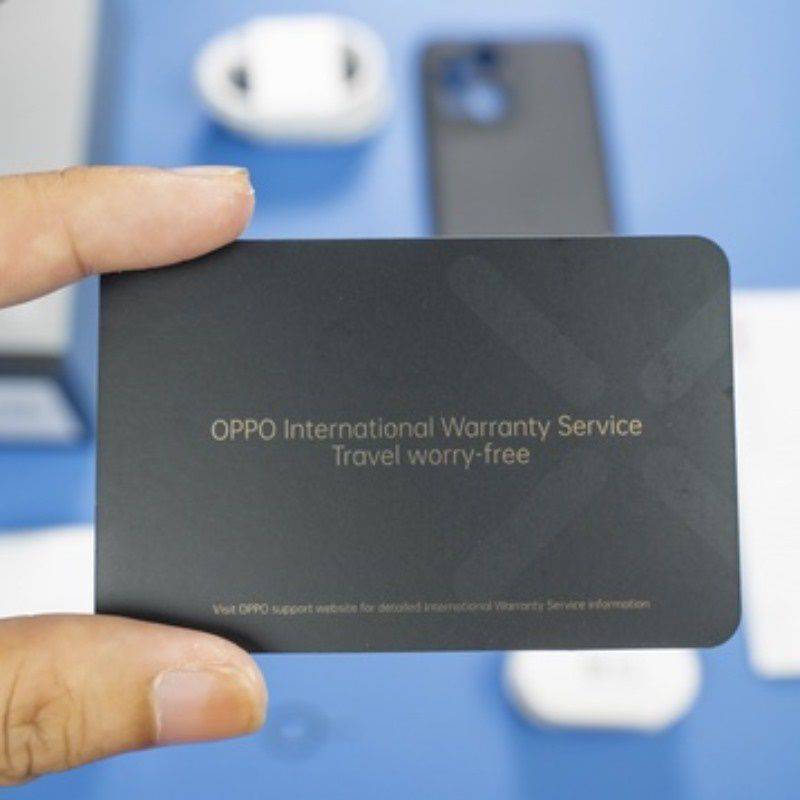 OPPO International Warranty Service
Travel worry-free
Visit OPPO support website for detailed International Warranty Service information